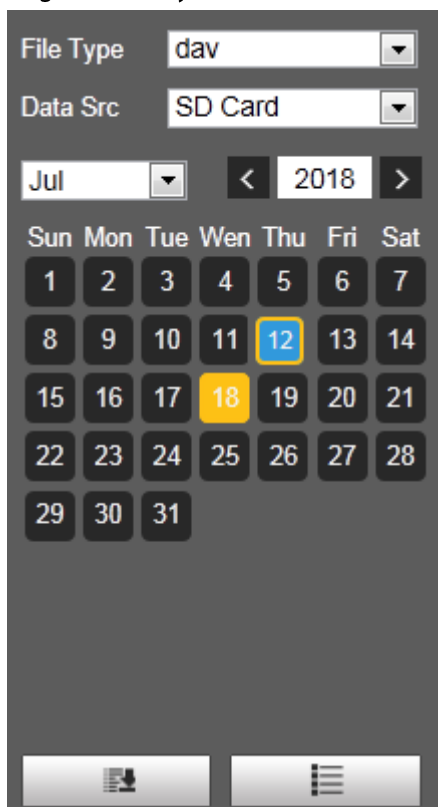 File Type dav
Data Src SD Card
Jul < 2018 >
Sun Mon Tue Wen Thu Fri Sat
1 2 3 4 5 6 7
8 9 10 11 12 13 14
15 16 17 18 19 20 21
22 23 24 25 26 27 28
29 30 31